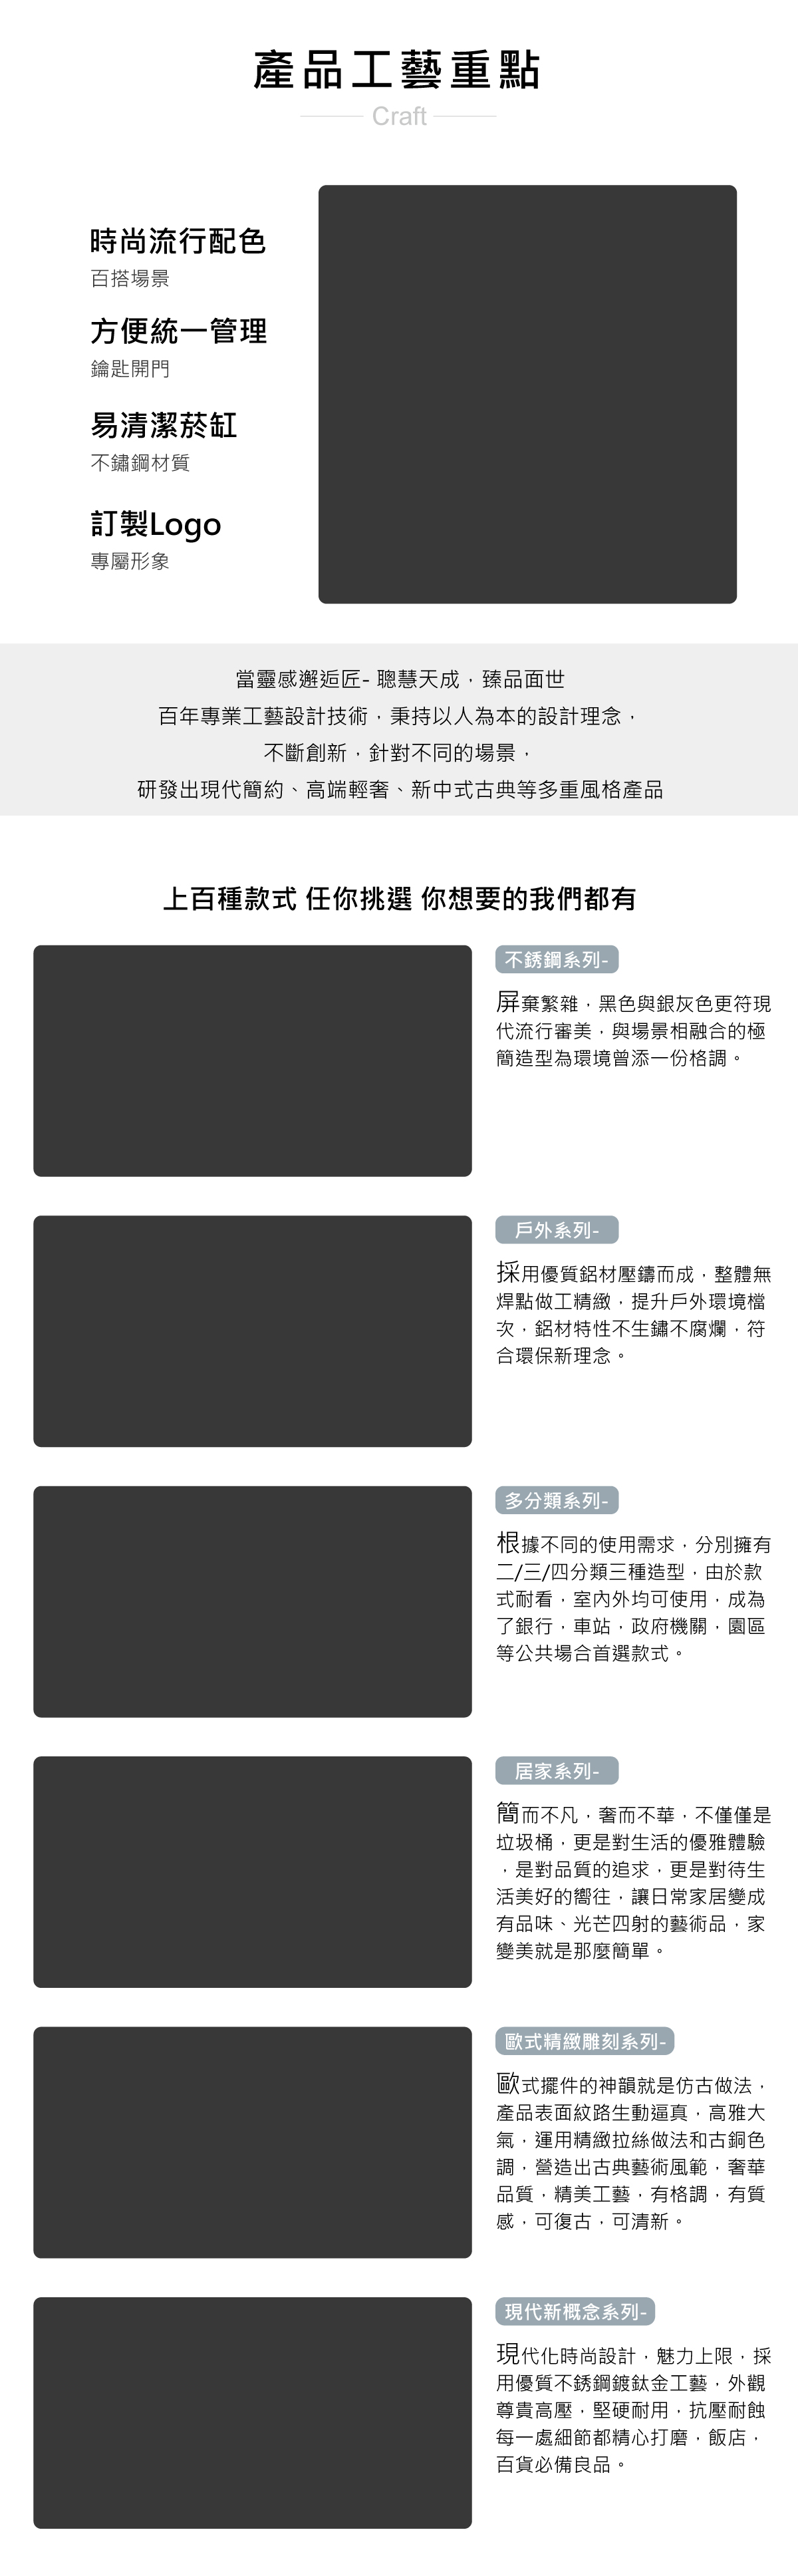 產品工藝重點
Craft
時尚流行配色
百搭場景
方便統一管理
鑰匙開門
易清潔菸缸
不鏽鋼材質
訂製Logo
專屬形象
當靈感邂逅匠- 聰慧天成，臻品面世
百年專業工藝設計技術，秉持以人為本的設計理念，
不斷創新，針對不同的場景，
研發出現代簡約、高端輕奢、新中式古典等多重風格產品
上百種款式 任你挑選 你想要的我們都有
不銹鋼系列-
屏棄繁雜，黑色與銀灰色更符現
代流行審美，與場景相融合的極
簡造型為環境曾添一份格調。
戶外系列-
採用優質鋁材壓鑄而成，整體無
焊點做工精緻，提升戶外環境檔
次，鋁材特性不生鏽不腐爛，符
合環保新理念。
多分類系列-
根據不同的使用需求，分別擁有
二/三/四分類三種造型，由於款
式耐看，室內外均可使用，成為
了銀行，車站，政府機關，園區
等公共場合首選款式。
居家系列-
簡而不凡，奢而不華，不僅僅是
垃圾桶，更是對生活的優雅體驗
，是對品質的追求，更是對待生
活美好的嚮往，讓日常家居變成
有品味、光芒四射的藝術品，家
變美就是那麼簡單。
歐式精緻雕刻系列-
歐式擺件的神韻就是仿古做法，
產品表面紋路生動逼真，高雅大
氣，運用精緻拉絲做法和古銅色
調，營造出古典藝術風範，奢華
品質，精美工藝，有格調，有質
感，可復古，可清新。
現代新概念系列-
現代化時尚設計，魅力上限，採
用優質不銹鋼鍍鈦金工藝，外觀
尊貴高壓，堅硬耐用，抗壓耐蝕
每一處細節都精心打磨，飯店，
百貨必備良品。